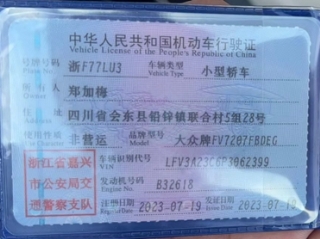 中华人民共和国机动车行驶证
Vehicle License of the People's Republic of China
号牌号码 浙F77LU3 车辆类型 小型轿车
Plate No. Vehicle Type
所有人 郑加梅
住址 四川省会东县铅锌镇联合村5组28号
使用性质 非营运 品牌型号 大众牌FV7207FBDEG
浙江省嘉兴
市公安局交
通警察支队
车辆识别代号 LFV3A23C6P3062399
VIN
发动机号码 B32618
注册日期 2023-07-19 发证日期 2023-07-19